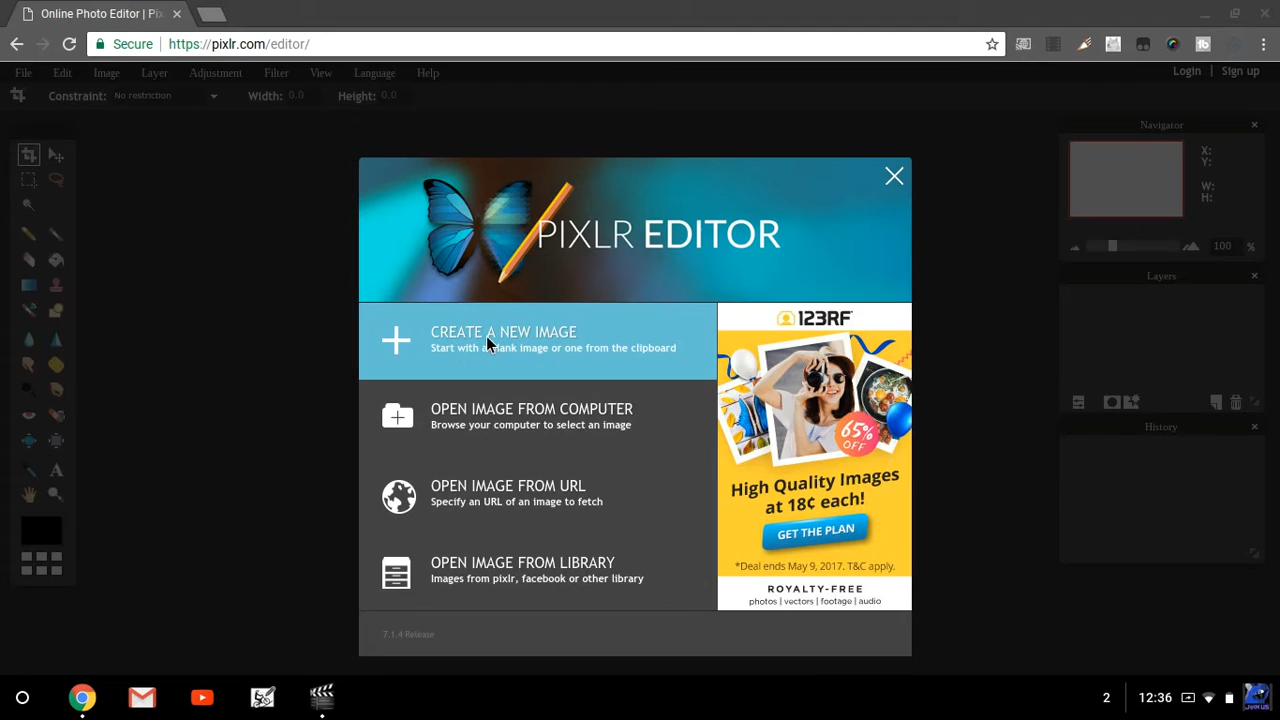 Online Photo Editor | Pix
Secure https://pixlr.com/editor/
File Edit Image Layer Adjustment Filter View Language Help
Login Sign up
Constraint: No restriction Width: 0.0 Height: 0.0
Navigator
X:
Y:
W:
H:
100 %
Layers
History
PIXLR EDITOR
CREATE A NEW IMAGE
Start with a blank image or one from the clipboard
OPEN IMAGE FROM COMPUTER
Browse your computer to select an image
OPEN IMAGE FROM URL
Specify an URL of an image to fetch
OPEN IMAGE FROM LIBRARY
Images from pixlr, facebook or other library
7.1.4 Release
123RF
65%
OFF
High Quality Images
at 18¢ each!
GET THE PLAN
*Deal ends May 9, 2017. T&C apply.
ROYALTY-FREE
photos | vectors | footage | audio
2 12:36